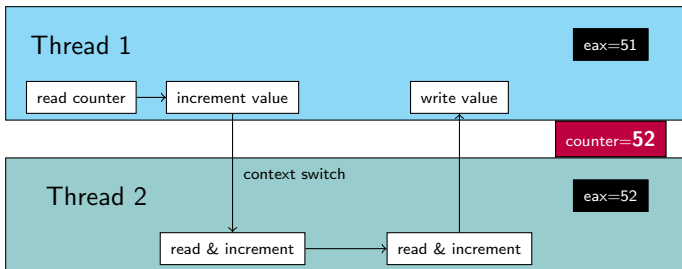 Thread 1
eax=51
read counter
increment value
write value
counter=52
context switch
Thread 2
eax=52
read & increment
read & increment